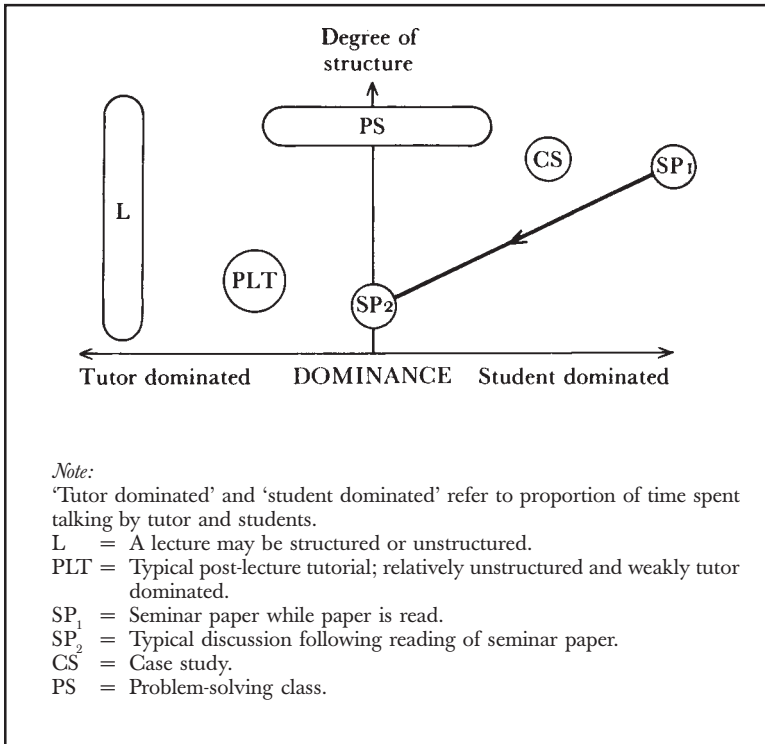 Degree of
structure
PS
CS
SP₁
L
PLT
SP₂
Tutor dominated DOMINANCE Student dominated
Note:
‘Tutor dominated’ and ‘student dominated’ refer to proportion of time spent
talking by tutor and students.
L = A lecture may be structured or unstructured.
PLT = Typical post-lecture tutorial; relatively unstructured and weakly tutor
dominated.
SP₁ = Seminar paper while paper is read.
SP₂ = Typical discussion following reading of seminar paper.
CS = Case study.
PS = Problem-solving class.